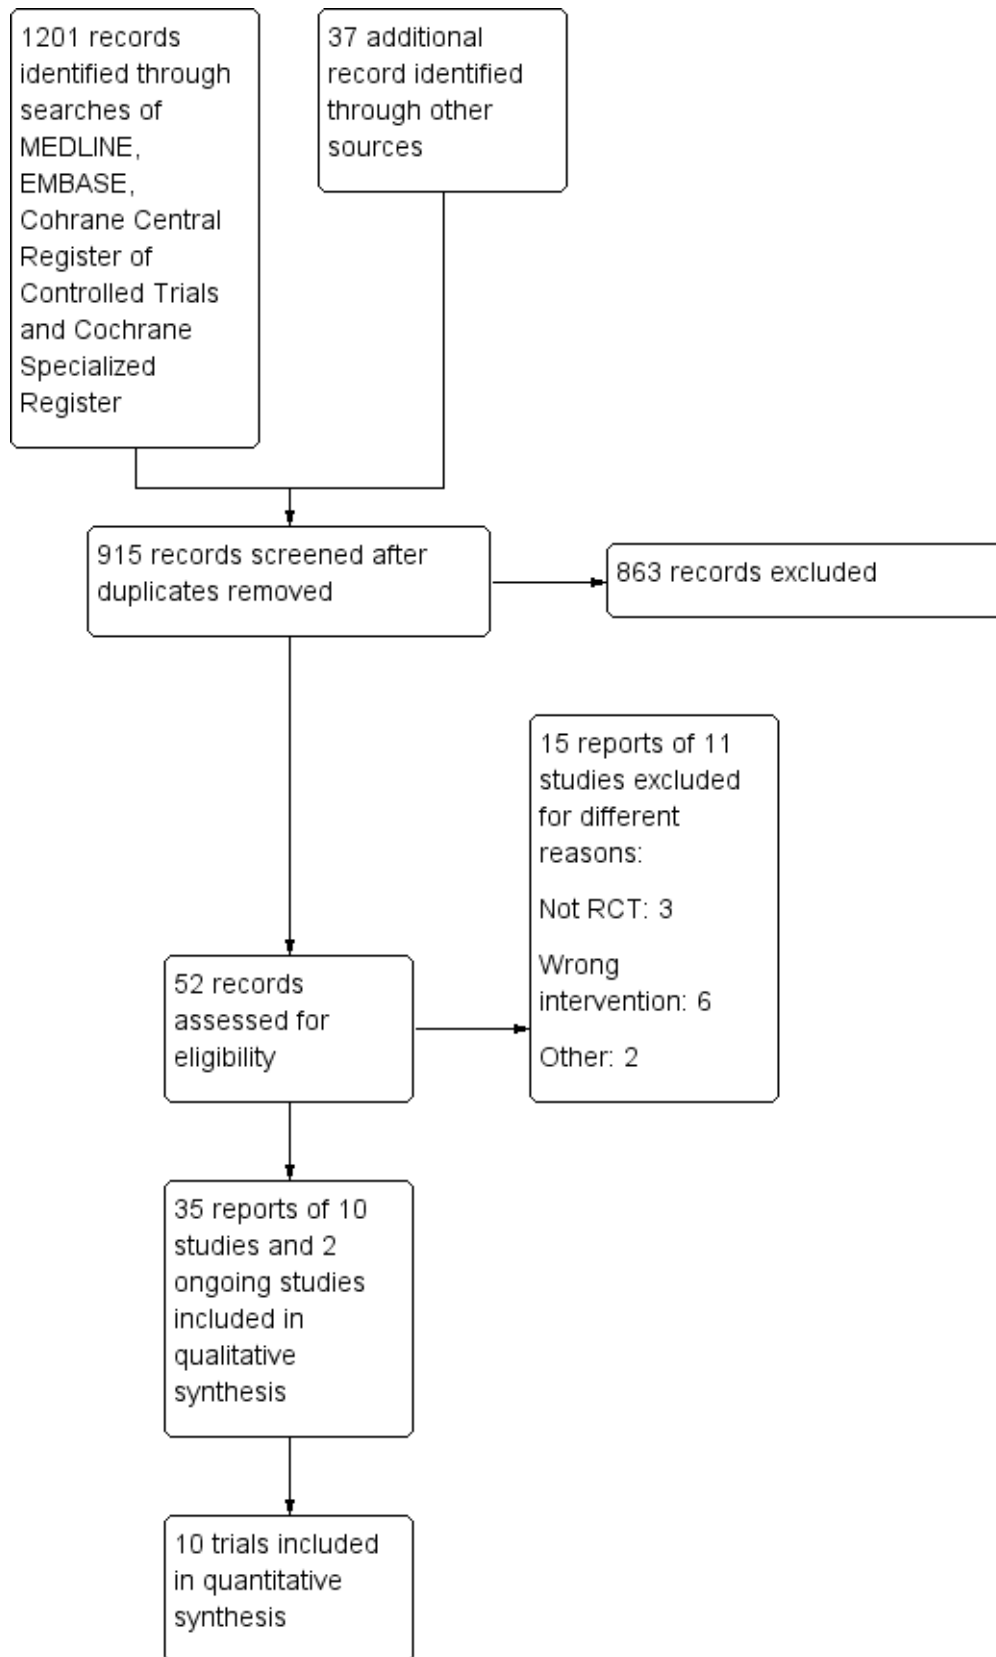 1201 records
identified through
searches of
MEDLINE,
EMBASE,
Cohrane Central
Register of
Controlled Trials
and Cochrane
Specialized
Register
37 additional
record identified
through other
sources
915 records screened after
duplicates removed
863 records excluded
15 reports of 11
studies excluded
for different
reasons:
Not RCT: 3
Wrong
intervention: 6
Other: 2
52 records
assessed for
eligibility
35 reports of 10
studies and 2
ongoing studies
included in
qualitative
synthesis
10 trials included
in quantitative
synthesis